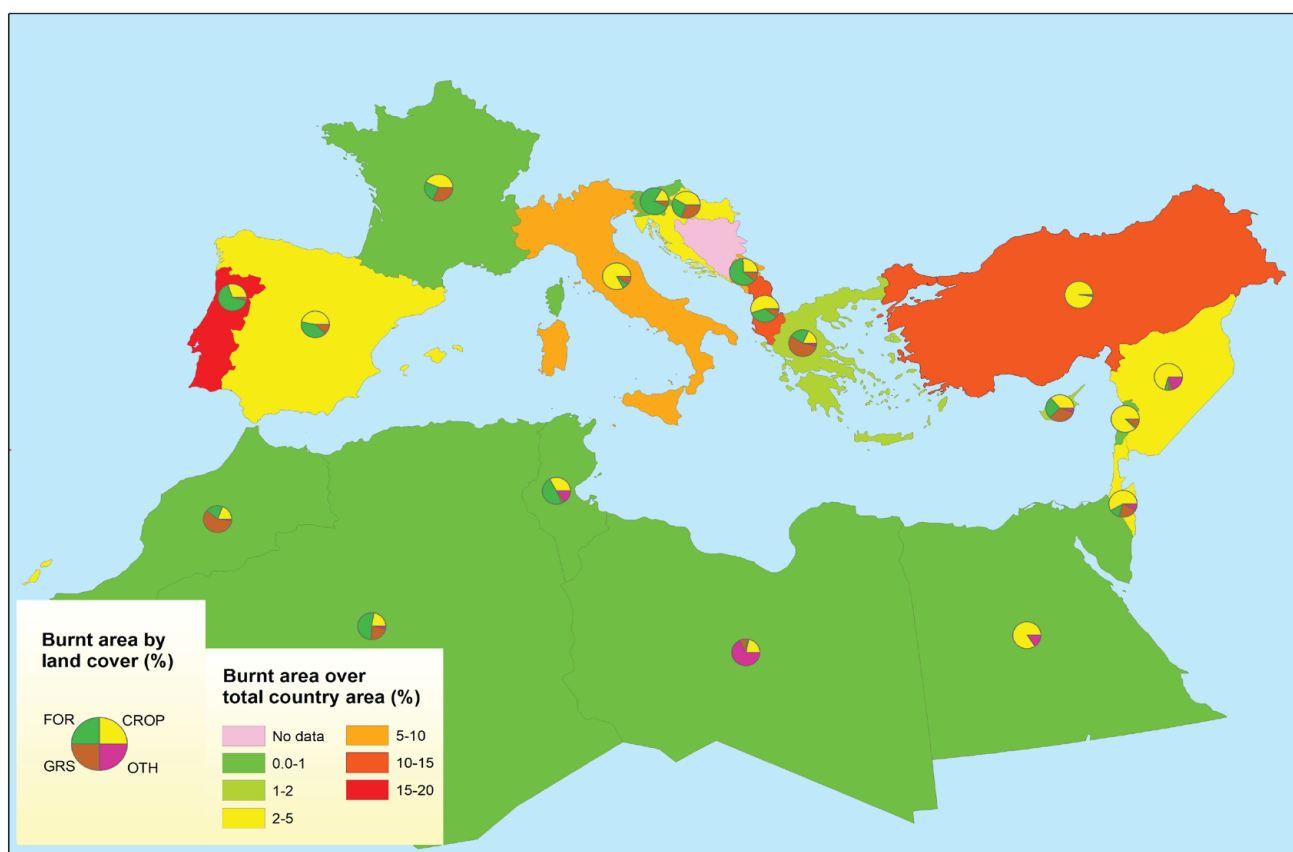 Burnt area by
land cover (%)
FOR
CROP
GRS
OTH
Burnt area over
total country area (%)
No data
0.0-1
1-2
2-5
5-10
10-15
15-20